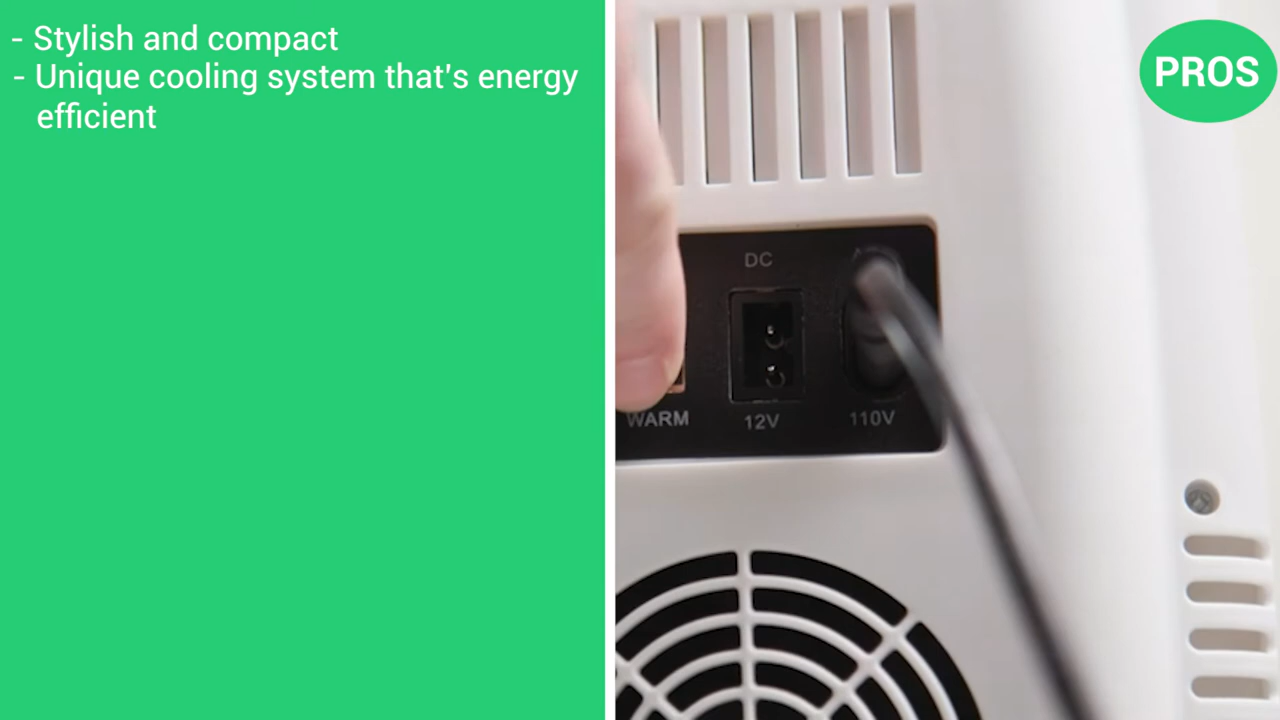 - Stylish and compact
- Unique cooling system that's energy
efficient
PROS
DC
WARM
12V
110V